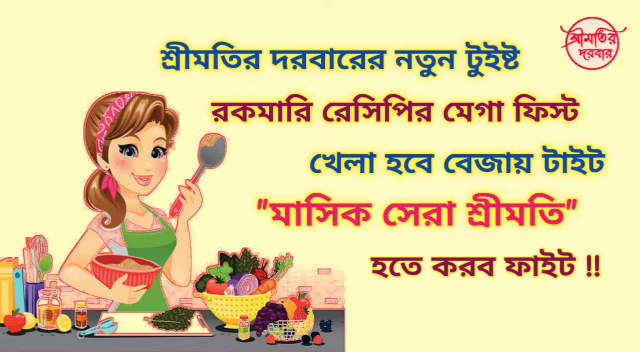 শ্রীমতির
দরবার
শ্রীমতির দরবারের নতুন টুইষ্ট
রকমারি রেসিপির মেগা ফিস্ট
খেলা হবে বেজায় টাইট
"মাসিক সেরা শ্রীমতি"
হতে করব ফাইট !!